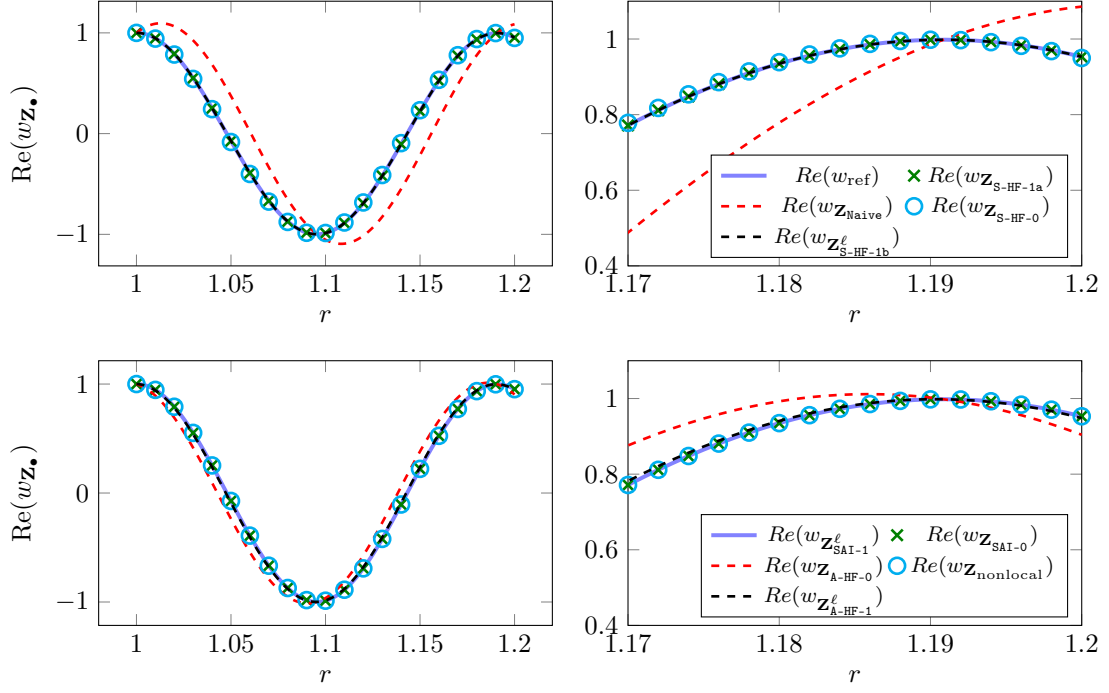 1
0
−1
Re(w_Z•)
1 1.05 1.1 1.15 1.2
r
1
0.8
0.6
0.4
1.17 1.18 1.19 1.2
r
Re(w_ref) Re(w_Z_S-HF-1a)
Re(w_Z_Naive) Re(w_Z_S-HF-0)
Re(w_Z^ℓ_S-HF-1b)
1
0
−1
Re(w_Z•)
1 1.05 1.1 1.15 1.2
r
1
0.8
0.6
0.4
1.17 1.18 1.19 1.2
r
Re(w_Z^ℓ_SAI-1) Re(w_Z_SAI-0)
Re(w_Z_A-HF-0) Re(w_Z_nonlocal)
Re(w_Z^ℓ_A-HF-1)